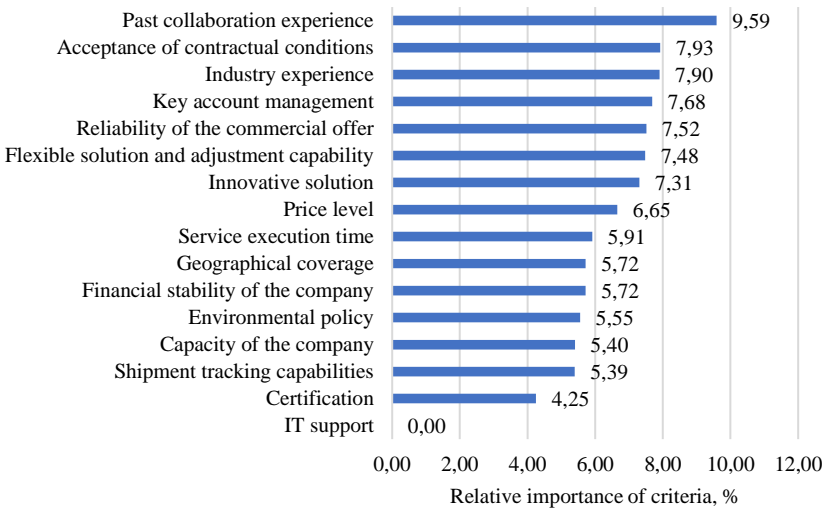 Past collaboration experience 9,59
Acceptance of contractual conditions 7,93
Industry experience 7,90
Key account management 7,68
Reliability of the commercial offer 7,52
Flexible solution and adjustment capability 7,48
Innovative solution 7,31
Price level 6,65
Service execution time 5,91
Geographical coverage 5,72
Financial stability of the company 5,72
Environmental policy 5,55
Capacity of the company 5,40
Shipment tracking capabilities 5,39
Certification 4,25
IT support 0,00
0,00 2,00 4,00 6,00 8,00 10,00 12,00
Relative importance of criteria, %